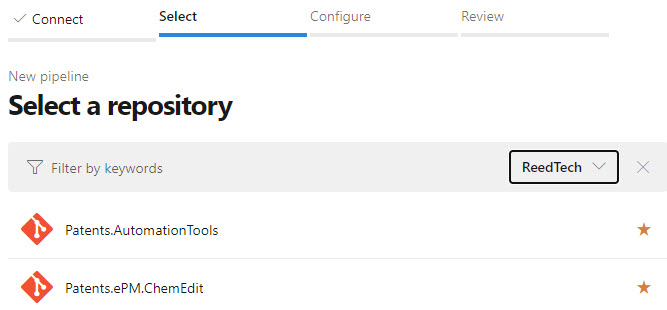 Connect Select Configure Review
New pipeline
Select a repository
Filter by keywords ReedTech
Patents.AutomationTools
Patents.ePM.ChemEdit